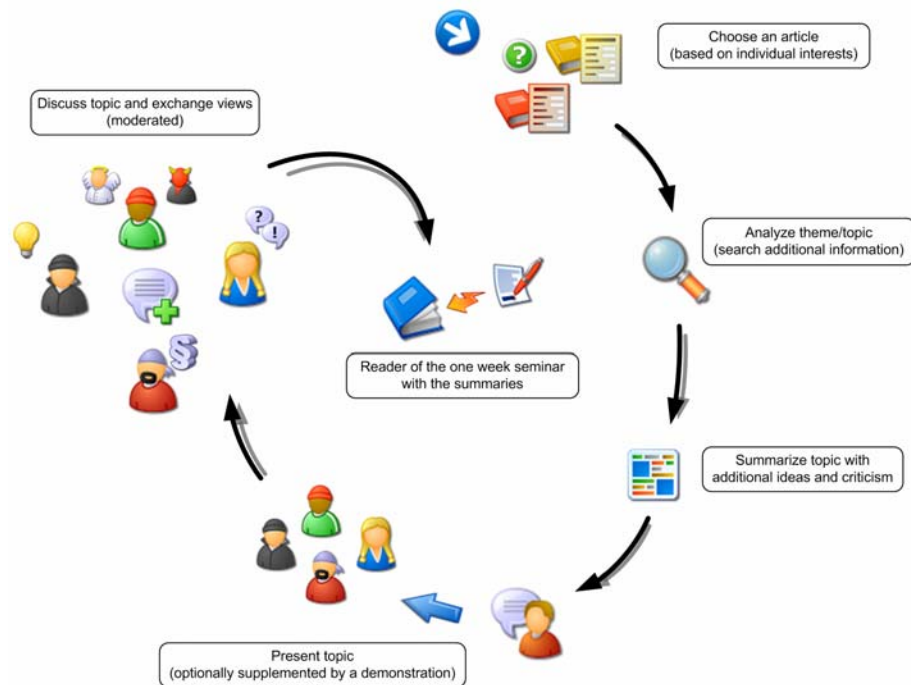 Choose an article
(based on individual interests)
Analyze theme/topic
(search additional information)
Summarize topic with
additional ideas and criticism
Present topic
(optionally supplemented by a demonstration)
Discuss topic and exchange views
(moderated)
Reader of the one week seminar
with the summaries
?
?
!
§